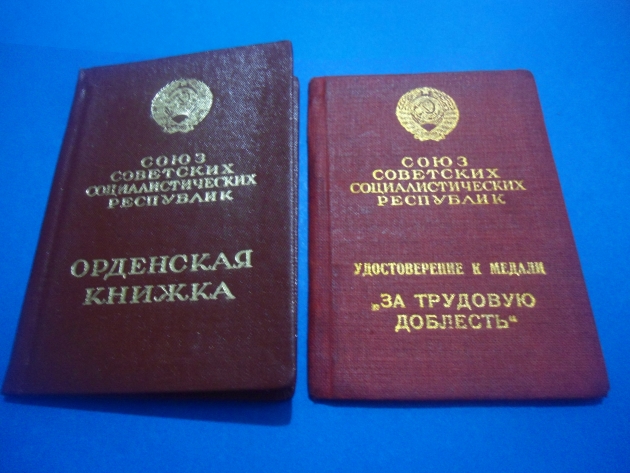 СОЮЗ
СОВЕТСКИХ
СОЦИАЛИСТИЧЕСКИХ
РЕСПУБЛИК
ОРДЕНСКАЯ
КНИЖКА
СОЮЗ
СОВЕТСКИХ
СОЦИАЛИСТИЧЕСКИХ
РЕСПУБЛИК
УДОСТОВЕРЕНИЕ К МЕДАЛИ
„ЗА ТРУДОВУЮ
ДОБЛЕСТЬ“